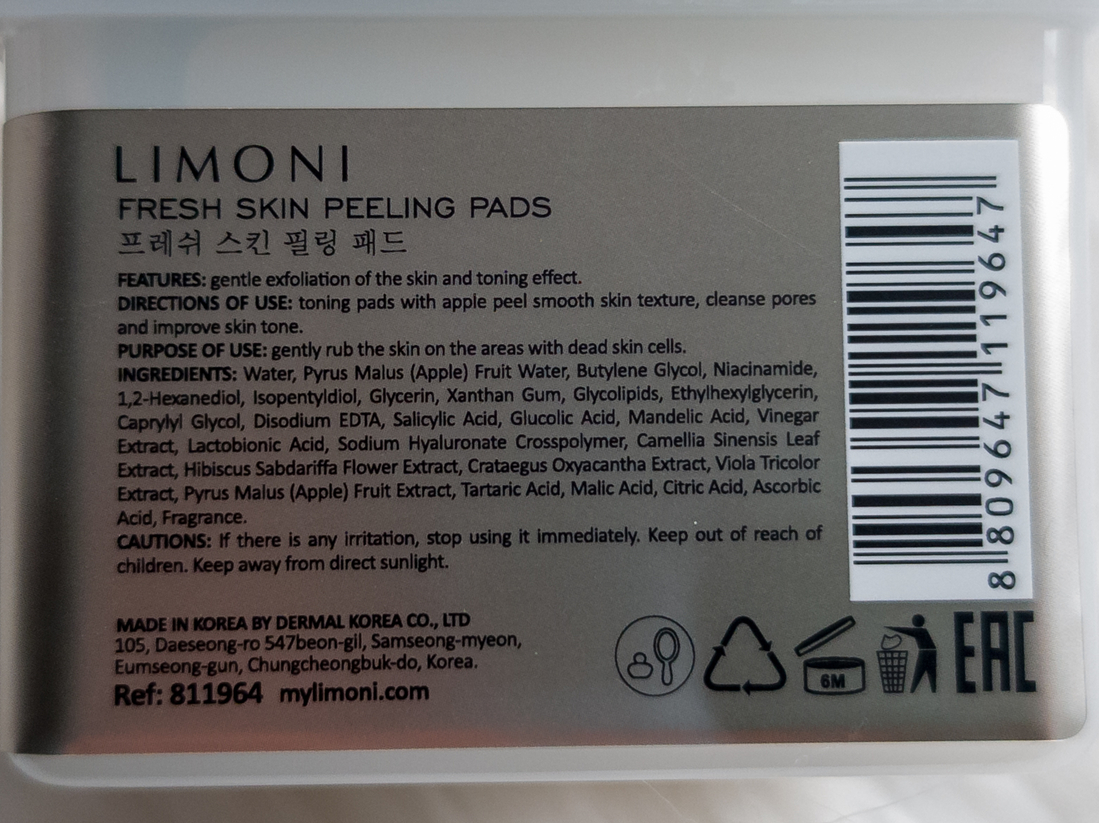 LIMONI
FRESH SKIN PEELING PADS
프레쉬 스킨 필링 패드
FEATURES: gentle exfoliation of the skin and toning effect.
DIRECTIONS OF USE: toning pads with apple peel smooth skin texture, cleanse pores
and improve skin tone.
PURPOSE OF USE: gently rub the skin on the areas with dead skin cells.
INGREDIENTS: Water, Pyrus Malus (Apple) Fruit Water, Butylene Glycol, Niacinamide,
1,2-Hexanediol, Isopentyldiol, Glycerin, Xanthan Gum, Glycolipids, Ethylhexylglycerin,
Caprylyl Glycol, Disodium EDTA, Salicylic Acid, Glucolic Acid, Mandelic Acid, Vinegar
Extract, Lactobionic Acid, Sodium Hyaluronate Crosspolymer, Camellia Sinensis Leaf
Extract, Hibiscus Sabdariffa Flower Extract, Crataegus Oxyacantha Extract, Viola Tricolor
Extract, Pyrus Malus (Apple) Fruit Extract, Tartaric Acid, Malic Acid, Citric Acid, Ascorbic
Acid, Fragrance.
CAUTIONS: If there is any irritation, stop using it immediately. Keep out of reach of
children. Keep away from direct sunlight.
MADE IN KOREA BY DERMAL KOREA CO., LTD
105, Daeseong-ro 547beon-gil, Samseong-myeon,
Eumseong-gun, Chungcheongbuk-do, Korea.
Ref: 811964 mylimoni.com
8809647119647
6M
EAC